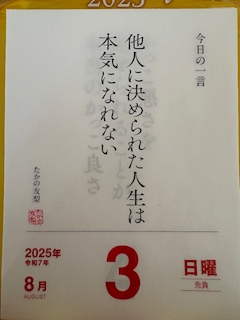 2025
今日の一言
他人に決められた人生は
本気になれない
たかの友梨
2025年
令和7年
8月
AUGUST
3
日曜
先負